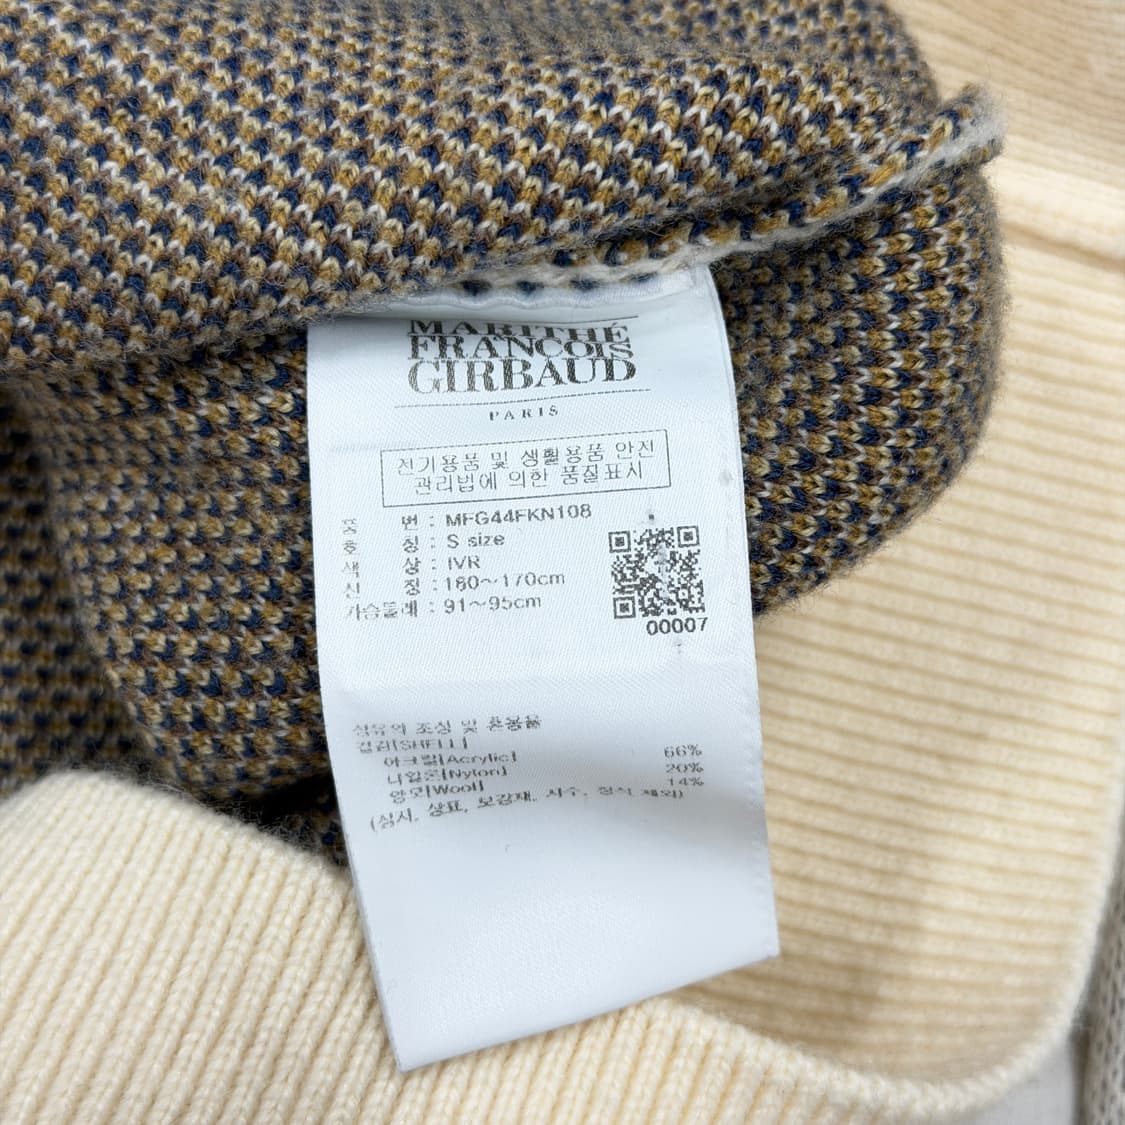 MARITHÉ
FRANCOIS
GIRBAUD
PARIS
전기용품 및 생활용품 안전
관리법에 의한 품질표시
품 번 : MFG44FKN108
호 칭 : S size
색 상 : IVR
신 장 : 160~170cm
가슴둘레 : 91~95cm
00007
섬유의 조성 및 혼용율
겉감[SHELL]
아크릴[Acrylic] 66%
나일론[Nylon] 20%
양모[Wool] 14%
(심사, 상표, 보강재, 자수, 장식 제외)